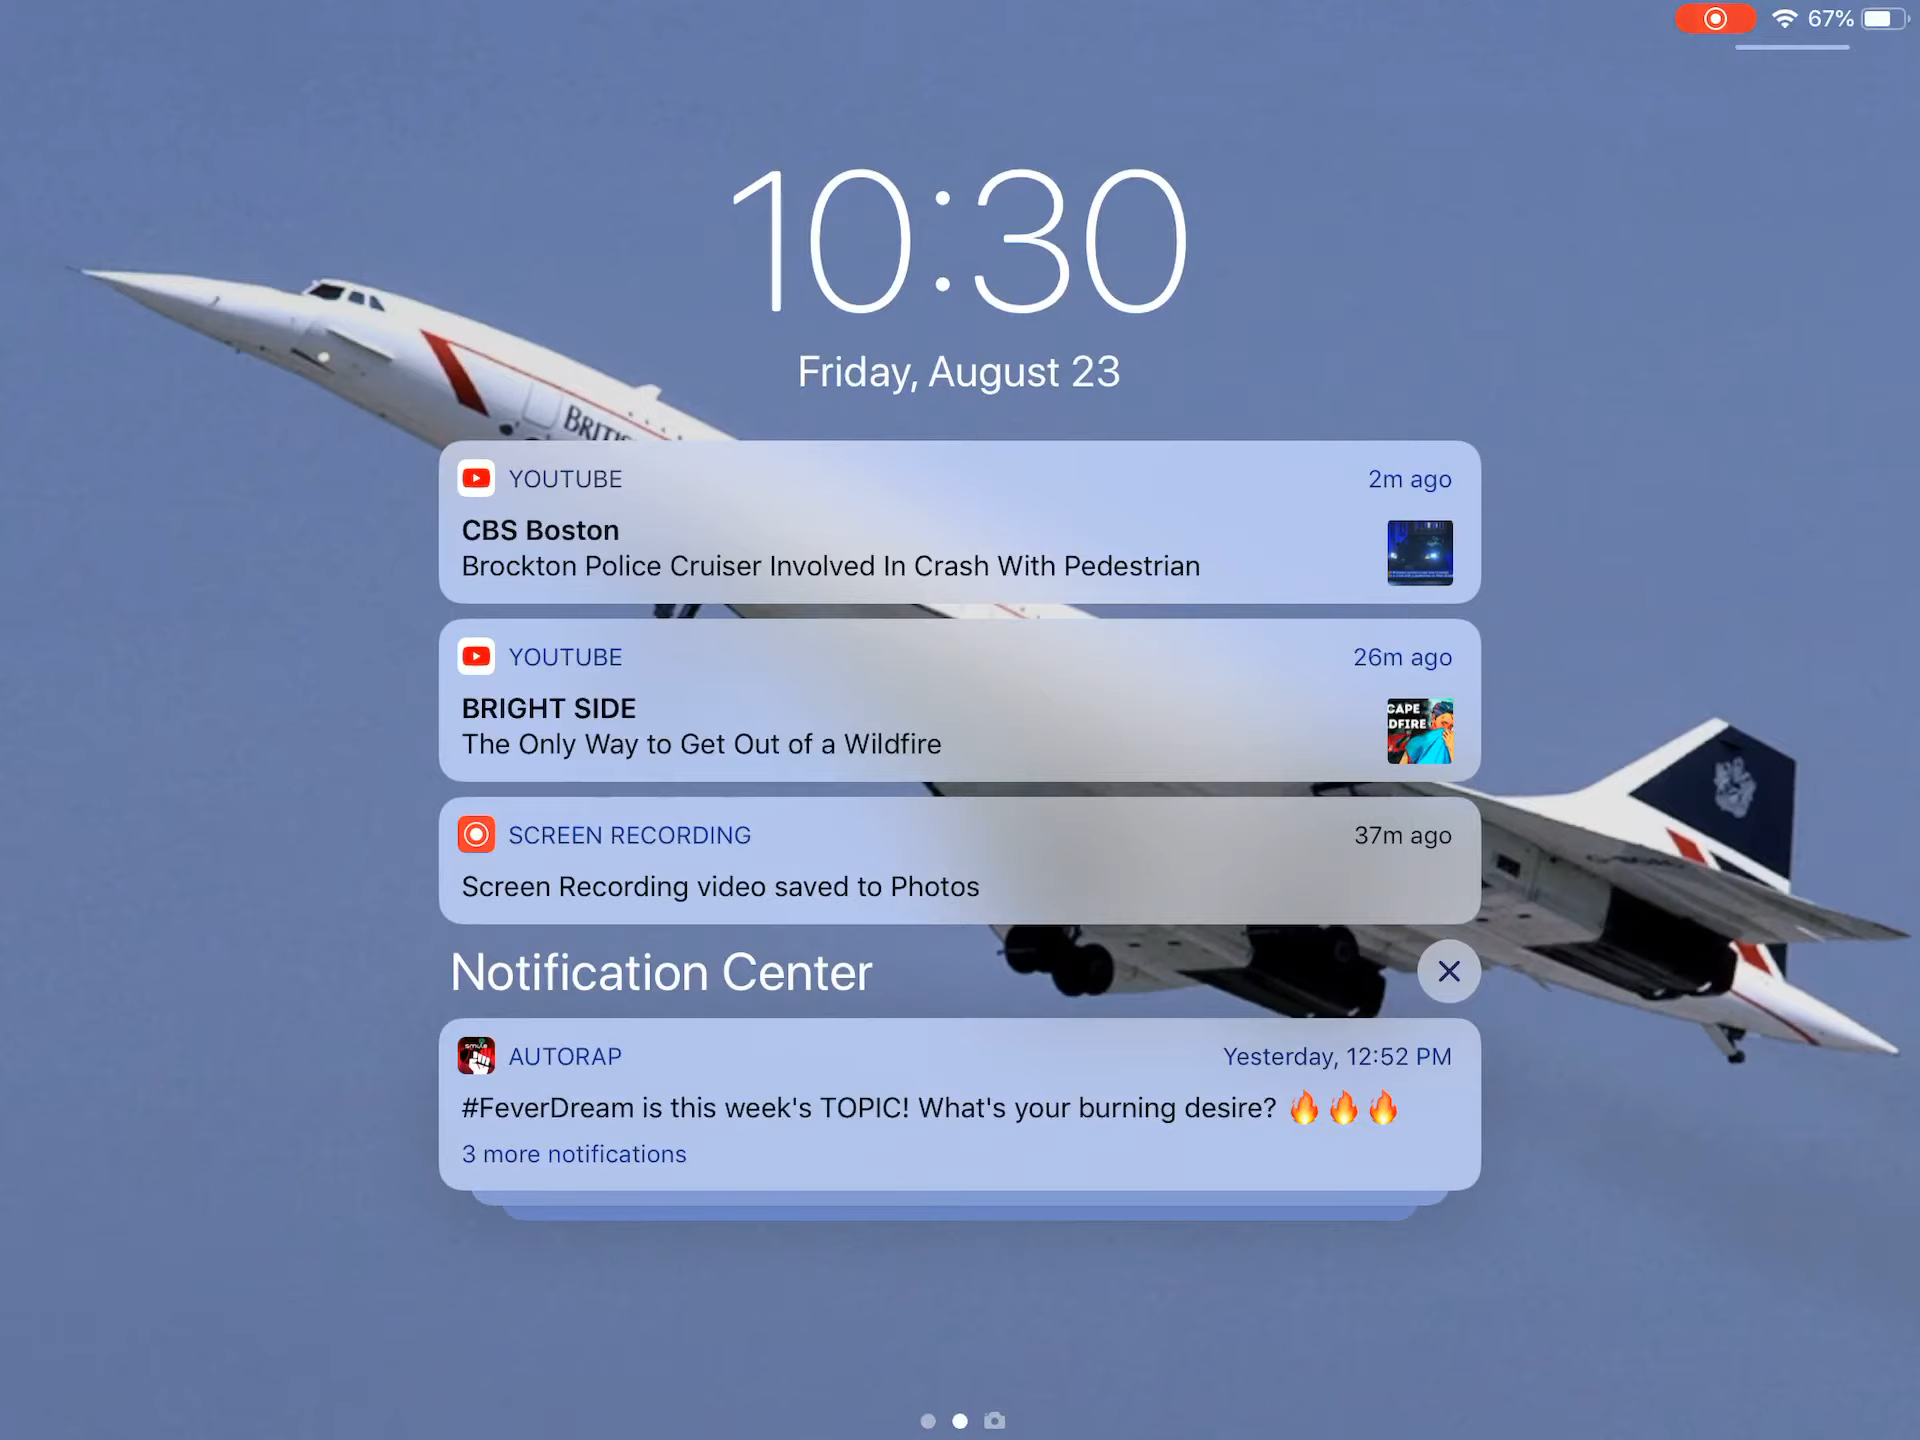 67%
10:30
Friday, August 23
BRITIS
YOUTUBE
2m ago
CBS Boston
Brockton Police Cruiser Involved In Crash With Pedestrian
YOUTUBE
26m ago
BRIGHT SIDE
The Only Way to Get Out of a Wildfire
CAPE
DFIRE
SCREEN RECORDING
37m ago
Screen Recording video saved to Photos
Notification Center
smule
AUTORAP
Yesterday, 12:52 PM
#FeverDream is this week's TOPIC! What's your burning desire? 🔥🔥🔥
3 more notifications